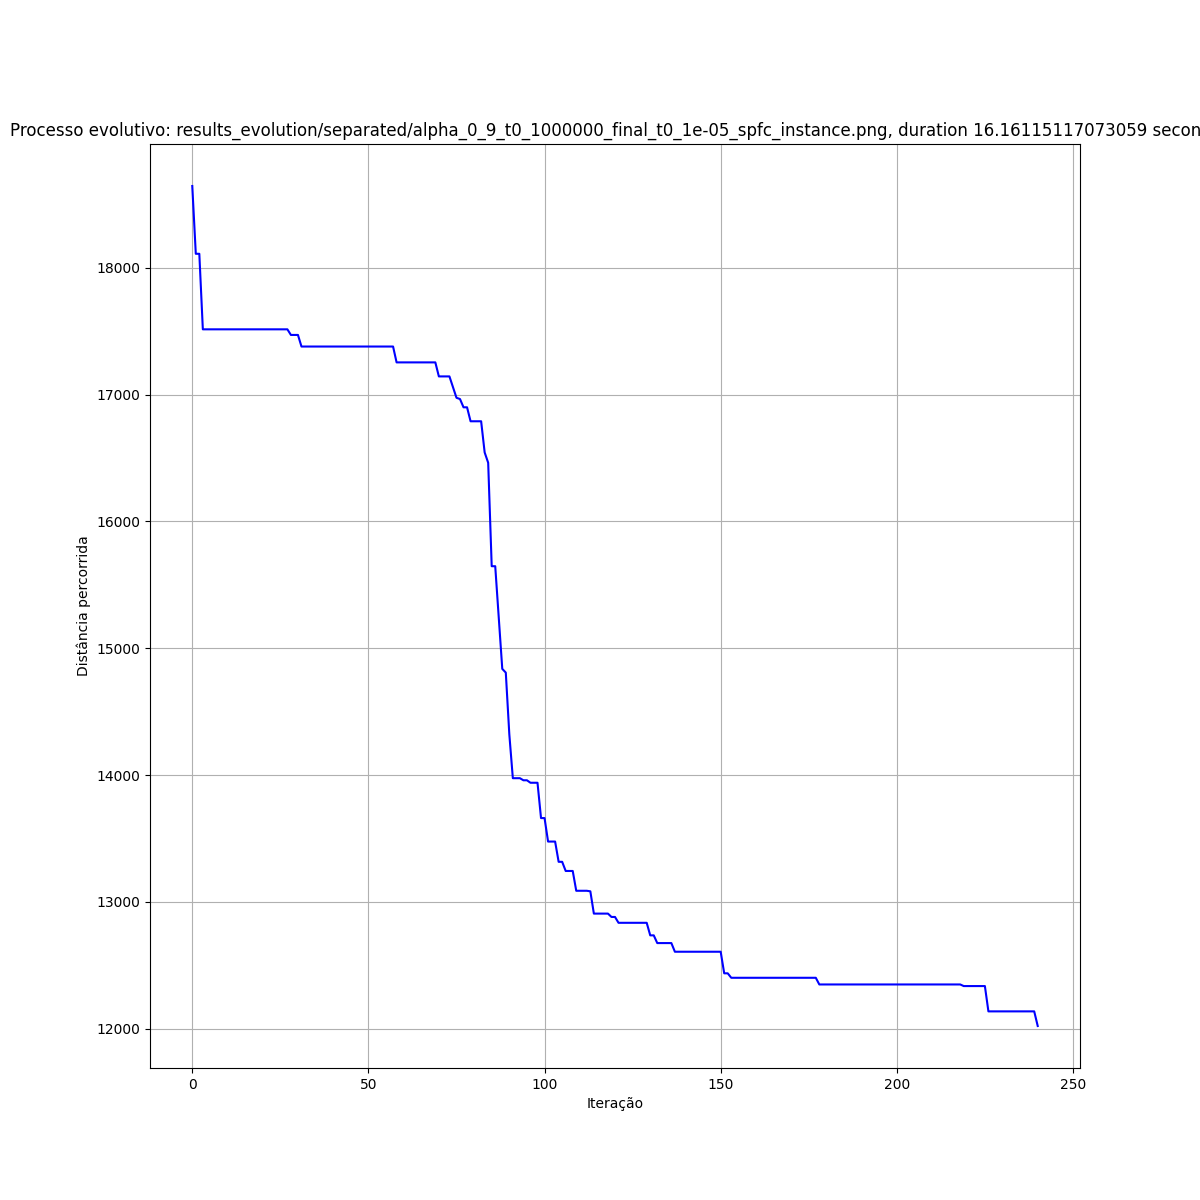 Processo evolutivo: results_evolution/separated/alpha_0_9_t0_1000000_final_t0_1e-05_spfc_instance.png, duration 16.16115117073059 secon
18000
17000
16000
15000
14000
13000
12000
Distância percorrida
0 50 100 150 200 250
Iteração